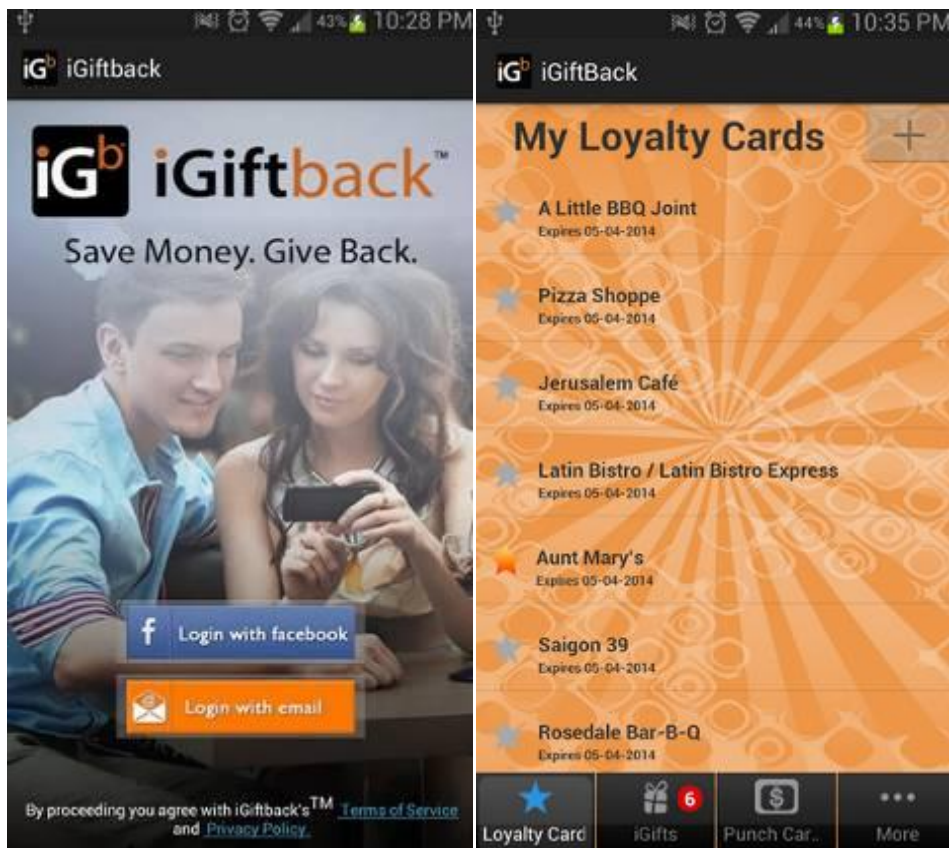 43% 10:28 PM
iGb iGiftback
iGb iGiftback™
Save Money. Give Back.
f Login with facebook
@ Login with email
By proceeding you agree with iGiftback's™ Terms of Service
and Privacy Policy.
44% 10:35 PM
iGb iGiftBack
My Loyalty Cards +
A Little BBQ Joint
Expires 05-04-2014
Pizza Shoppe
Expires 05-04-2014
Jerusalem Café
Expires 05-04-2014
Latin Bistro / Latin Bistro Express
Expires 05-04-2014
Aunt Mary's
Expires 05-04-2014
Saigon 39
Expires 05-04-2014
Rosedale Bar-B-Q
Expires 05-04-2014
6 $
Loyalty Card iGifts Punch Car.. More